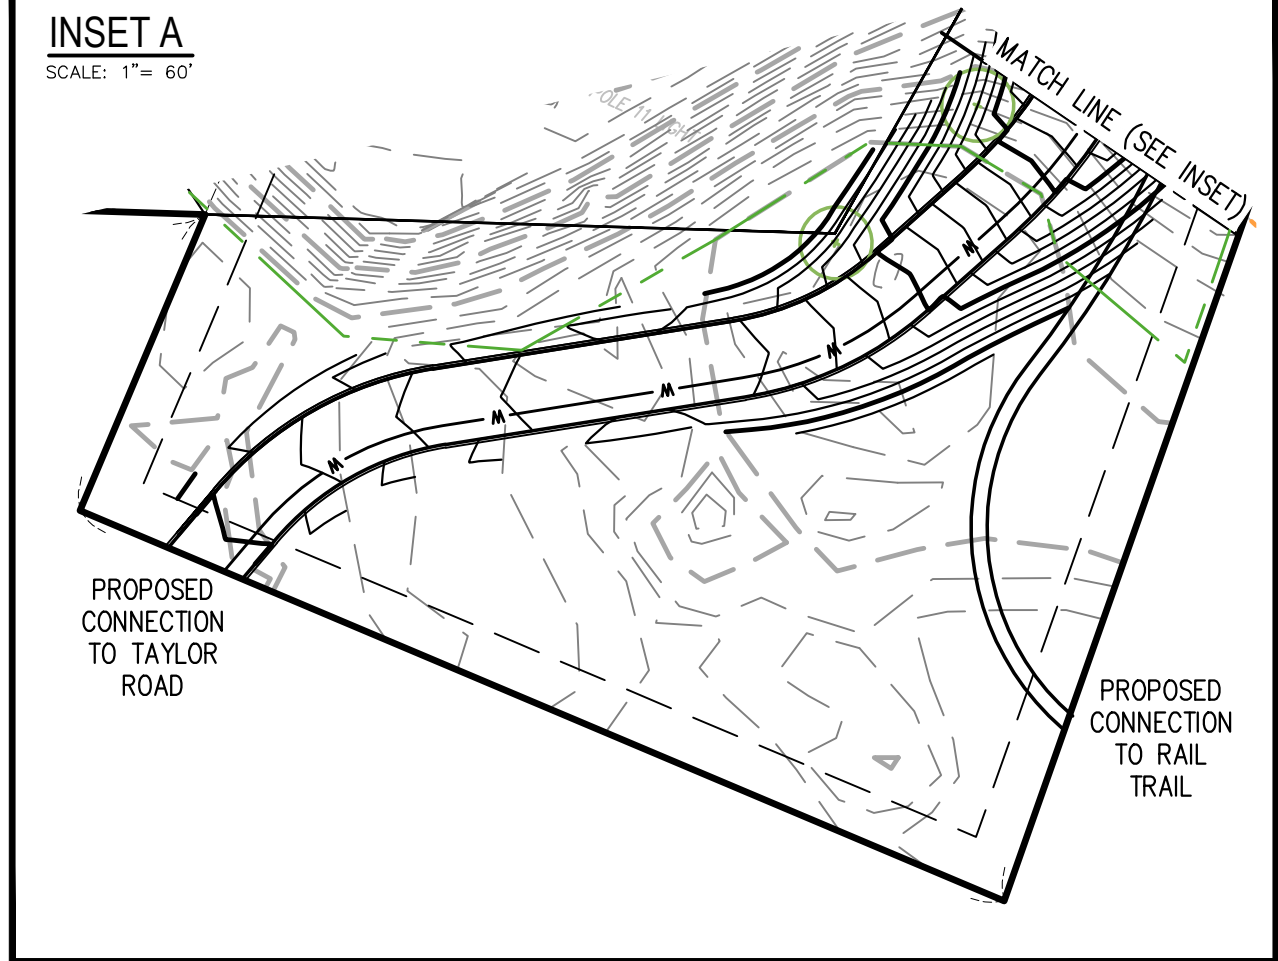 INSET A
SCALE: 1"= 60'
MATCH LINE (SEE INSET)
W
W
W
W
W
PROPOSED
CONNECTION
TO TAYLOR
ROAD
PROPOSED
CONNECTION
TO RAIL
TRAIL